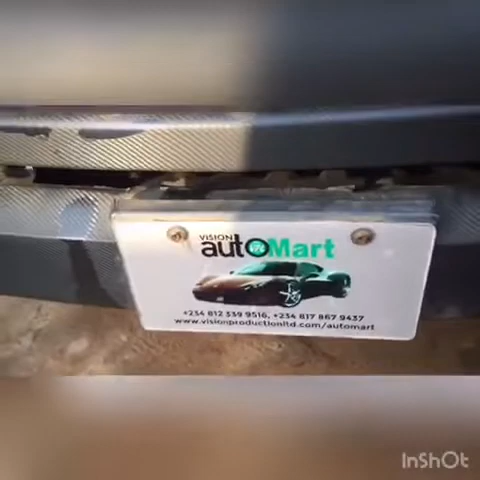 VISION
autoMart
+234 812 339 9516, +234 817 867 9437
www.visionproductionltd.com/automart
InShOt